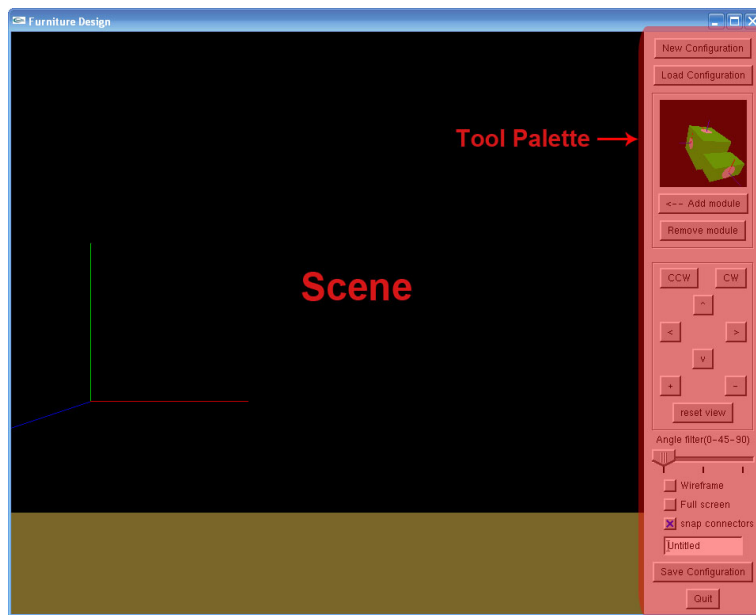 Furniture Design
New Configuration
Load Configuration
Tool Palette
<-- Add module
Remove module
Scene
CCW CW
^
< >
v
+ -
reset view
Angle filter(0-45-90)
Wireframe
Full screen
snap connectors
Untitled
Save Configuration
Quit